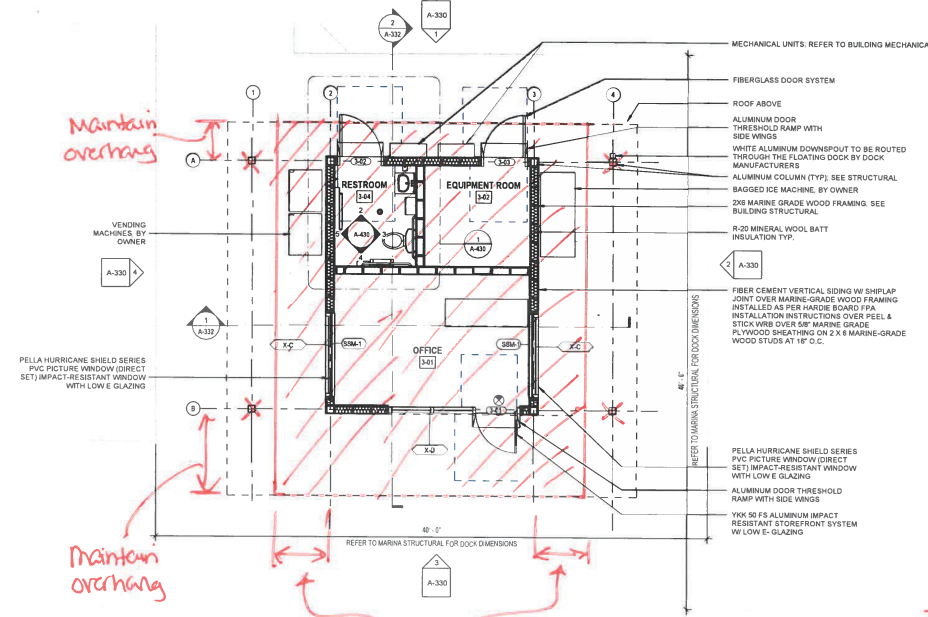 2
A-332
A-330
1
MECHANICAL UNITS: REFER TO BUILDING MECHANICA
FIBERGLASS DOOR SYSTEM
1
2
3
4
ROOF ABOVE
Maintain
overhang
ALUMINUM DOOR
THRESHOLD RAMP WITH
SIDE WINGS
WHITE ALUMINUM DOWNSPOUT TO BE ROUTED
THROUGH THE FLOATING DOCK BY DOCK
MANUFACTURERS
A
3-02
3-03
ALUMINUM COLUMN (TYP); SEE STRUCTURAL
RESTROOM
3-04
EQUIPMENT ROOM
3-02
BAGGED ICE MACHINE, BY OWNER
2X6 MARINE GRADE WOOD FRAMING. SEE
BUILDING STRUCTURAL
2
5
A-430
3
4
1
A-430
VENDING
MACHINES, BY
OWNER
R-20 MINERAL WOOL BATT
INSULATION TYP.
A-330
4
2
A-330
FIBER CEMENT VERTICAL SIDING W/ SHIPLAP
JOINT OVER MARINE-GRADE WOOD FRAMING
INSTALLED AS PER HARDIE BOARD FPA
INSTALLATION INSTRUCTIONS OVER PEEL &
STICK WRB OVER 5/8" MARINE GRADE
PLYWOOD SHEATHING ON 2 X 6 MARINE-GRADE
WOOD STUDS AT 16" O.C.
1
A-332
X-C
SSM-1
OFFICE
3-01
SSM-1
X-C
REFER TO MARINA STRUCTURAL FOR DOCK DIMENSIONS
PELLA HURRICANE SHIELD SERIES
PVC PICTURE WINDOW (DIRECT
SET) IMPACT-RESISTANT WINDOW
WITH LOW E GLAZING
B
X-D
PELLA HURRICANE SHIELD SERIES
PVC PICTURE WINDOW (DIRECT
SET) IMPACT-RESISTANT WINDOW
WITH LOW E GLAZING
ALUMINUM DOOR THRESHOLD
RAMP WITH SIDE WINGS
YKK 50 FS ALUMINUM IMPACT
RESISTANT STOREFRONT SYSTEM
W/ LOW E- GLAZING
40' - 0"
REFER TO MARINA STRUCTURAL FOR DOCK DIMENSIONS
Maintain
overhang
3
A-330